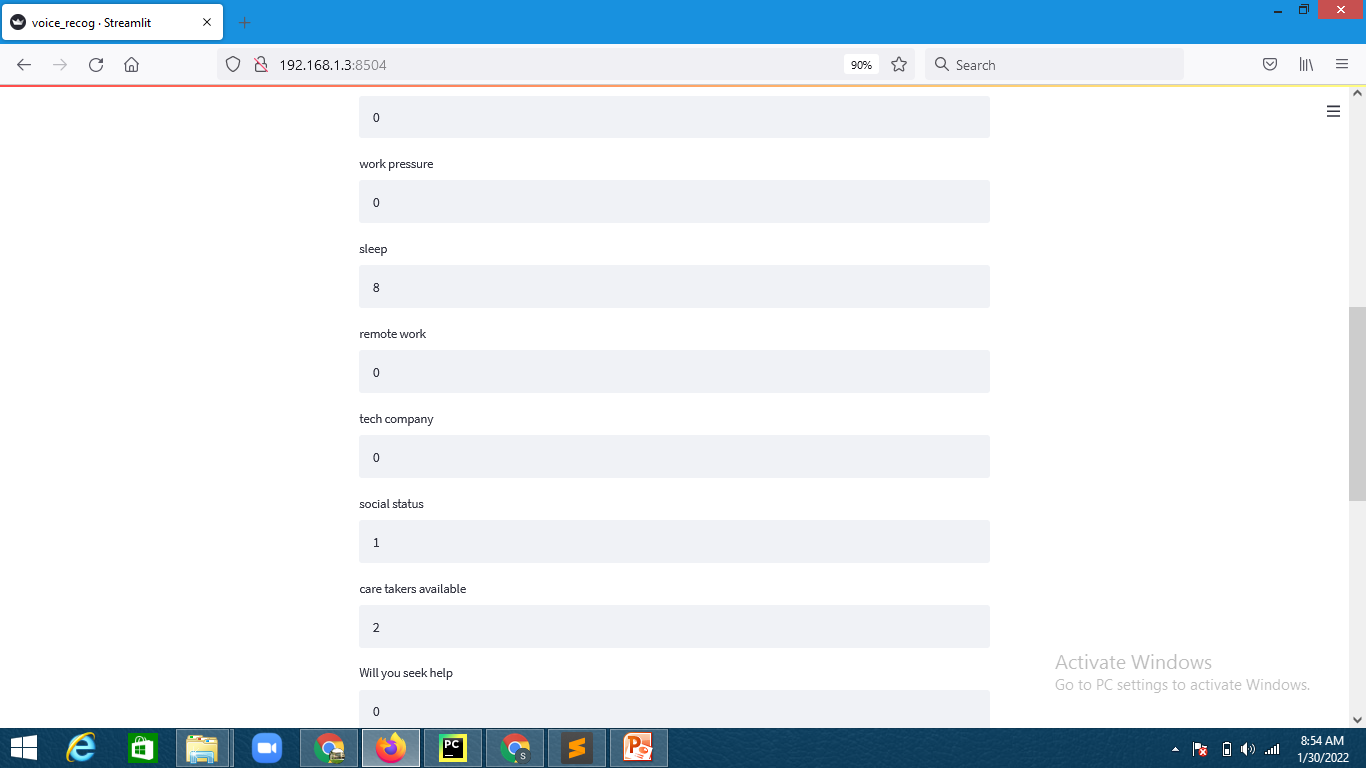 voice_recog · Streamlit
192.168.1.3:8504
90%
Search
0
work pressure
0
sleep
8
remote work
0
tech company
0
social status
1
care takers available
2
Will you seek help
0
Activate Windows
Go to PC settings to activate Windows.
PC
S
S
P
8:54 AM
1/30/2022